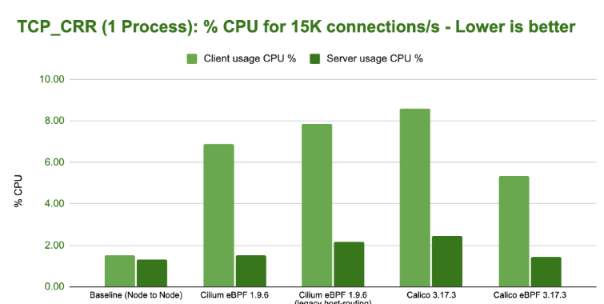 TCP_CRR (1 Process): % CPU for 15K connections/s - Lower is better
Client usage CPU %
Server usage CPU %
10.00
8.00
6.00
4.00
2.00
0.00
% CPU
Baseline (Node to Node)
Cilium eBPF 1.9.6
Cilium eBPF 1.9.6
(legacy host-routing)
Calico 3.17.3
Calico eBPF 3.17.3